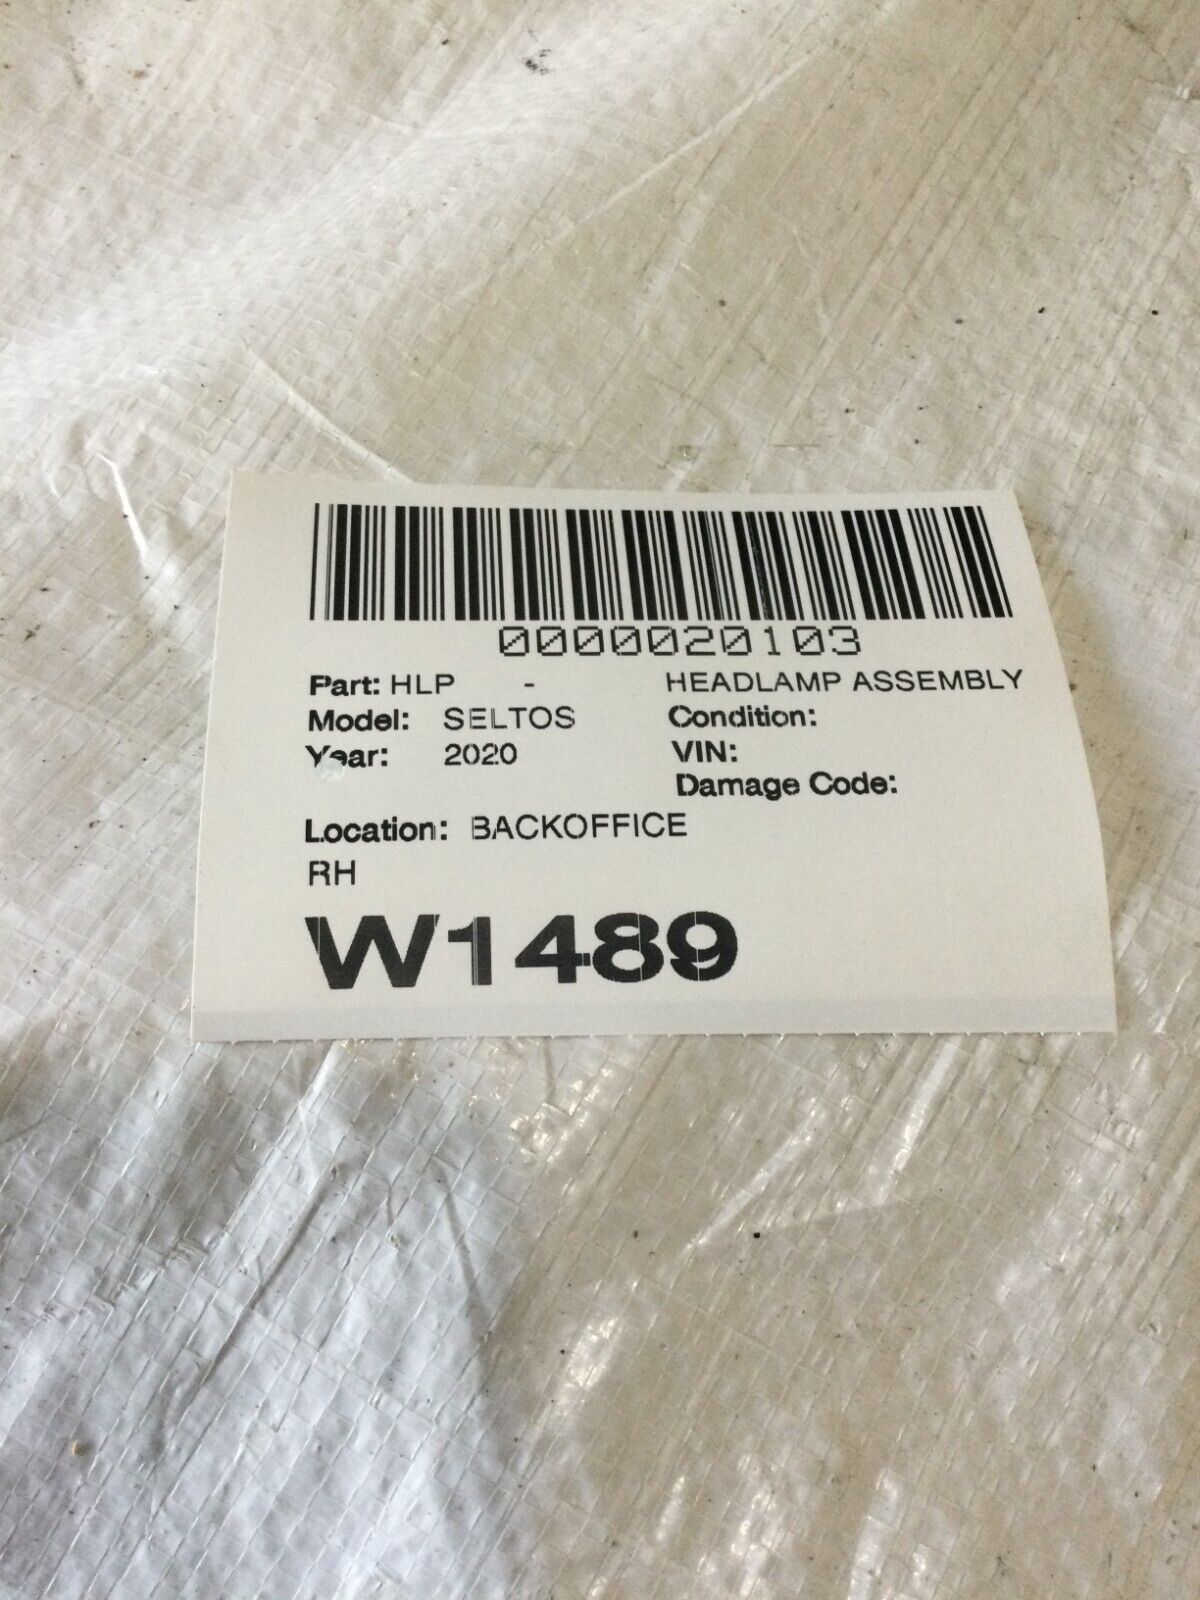 0000020103
Part: HLP - HEADLAMP ASSEMBLY
Model: SELTOS Condition:
Year: 2020 VIN:
Damage Code:
Location: BACKOFFICE
RH
W1489